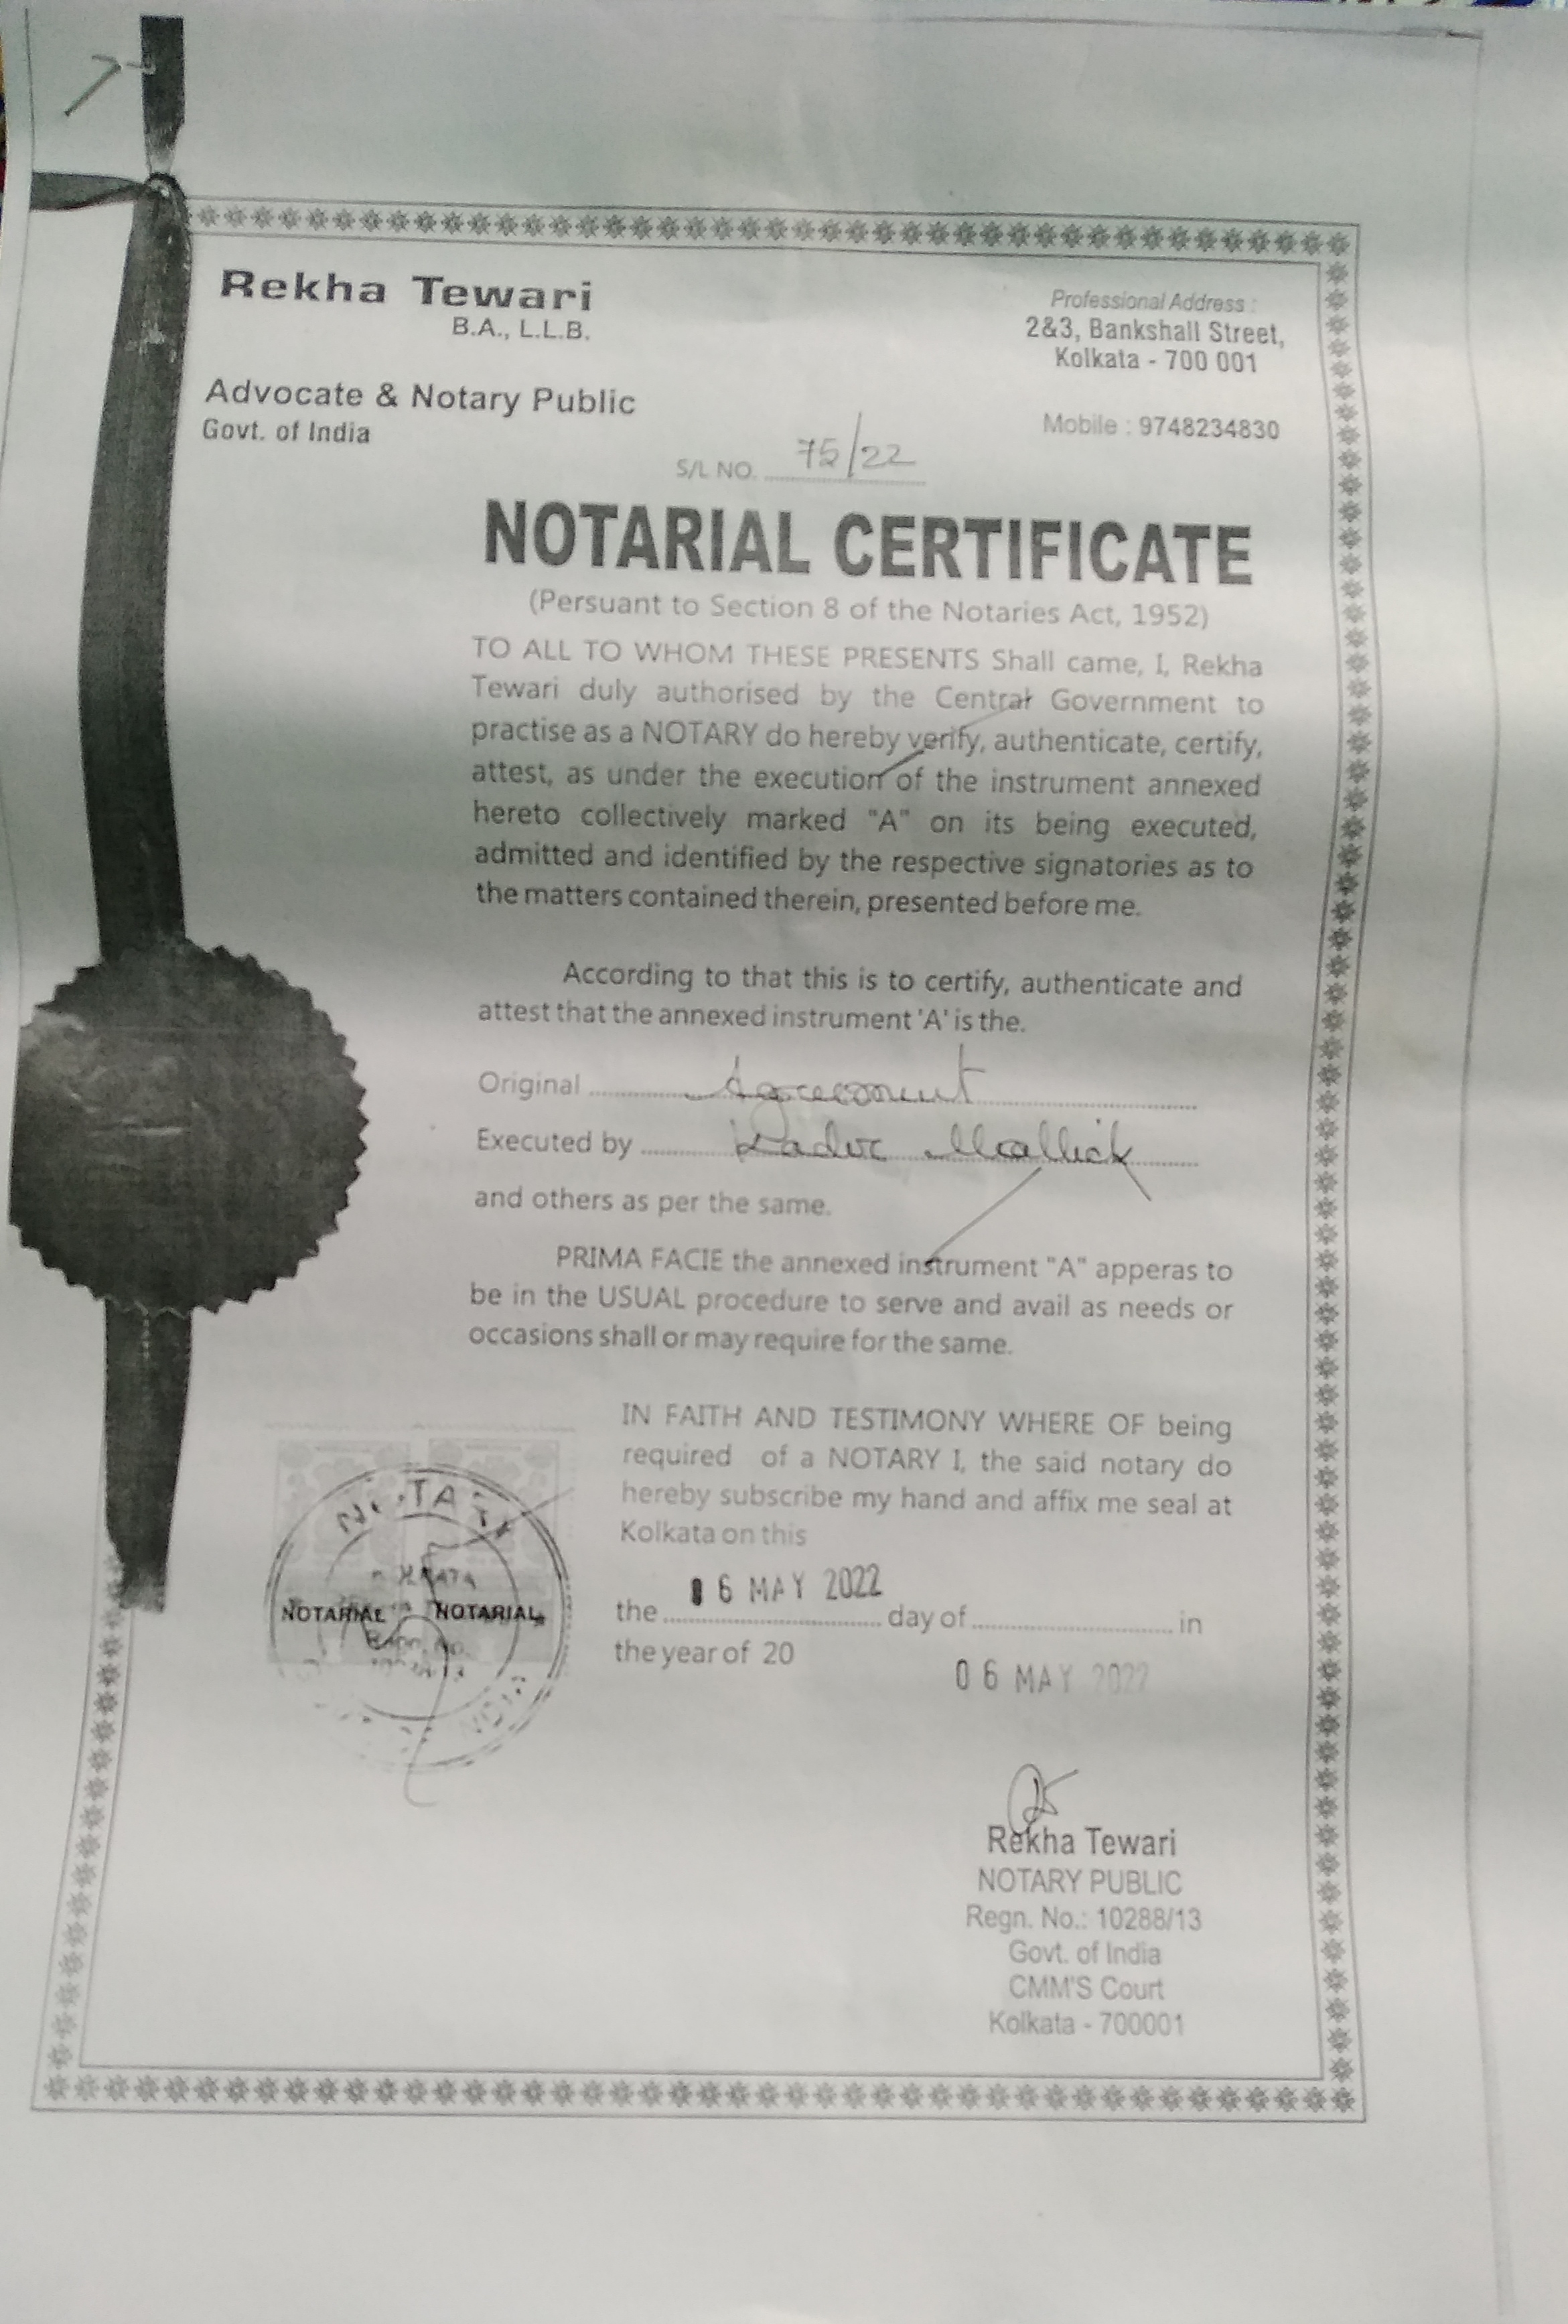 Rekha Tewari
B.A., L.L.B.
Advocate & Notary Public
Govt. of India
Professional Address :
2&3, Bankshall Street,
Kolkata - 700 001
Mobile : 9748234830
S/L NO. 75/22
NOTARIAL CERTIFICATE
(Persuant to Section 8 of the Notaries Act, 1952)
TO ALL TO WHOM THESE PRESENTS Shall came, I, Rekha
Tewari duly authorised by the Central Government to
practise as a NOTARY do hereby verify, authenticate, certify,
attest, as under the execution of the instrument annexed
hereto collectively marked "A" on its being executed,
admitted and identified by the respective signatories as to
the matters contained therein, presented before me.
According to that this is to certify, authenticate and
attest that the annexed instrument 'A' is the.
Original Agreement
Executed by Mallick
and others as per the same.
PRIMA FACIE the annexed instrument "A" apperas to
be in the USUAL procedure to serve and avail as needs or
occasions shall or may require for the same.
IN FAITH AND TESTIMONY WHERE OF being
required of a NOTARY I, the said notary do
hereby subscribe my hand and affix me seal at
Kolkata on this
06 MAY 2022
the day of in
the year of 20
06 MAY 2022
NOTARIAL NOTARIAL
Rekha Tewari
NOTARY PUBLIC
Regn. No.: 10288/13
Govt. of India
CMM'S Court
Kolkata - 700001